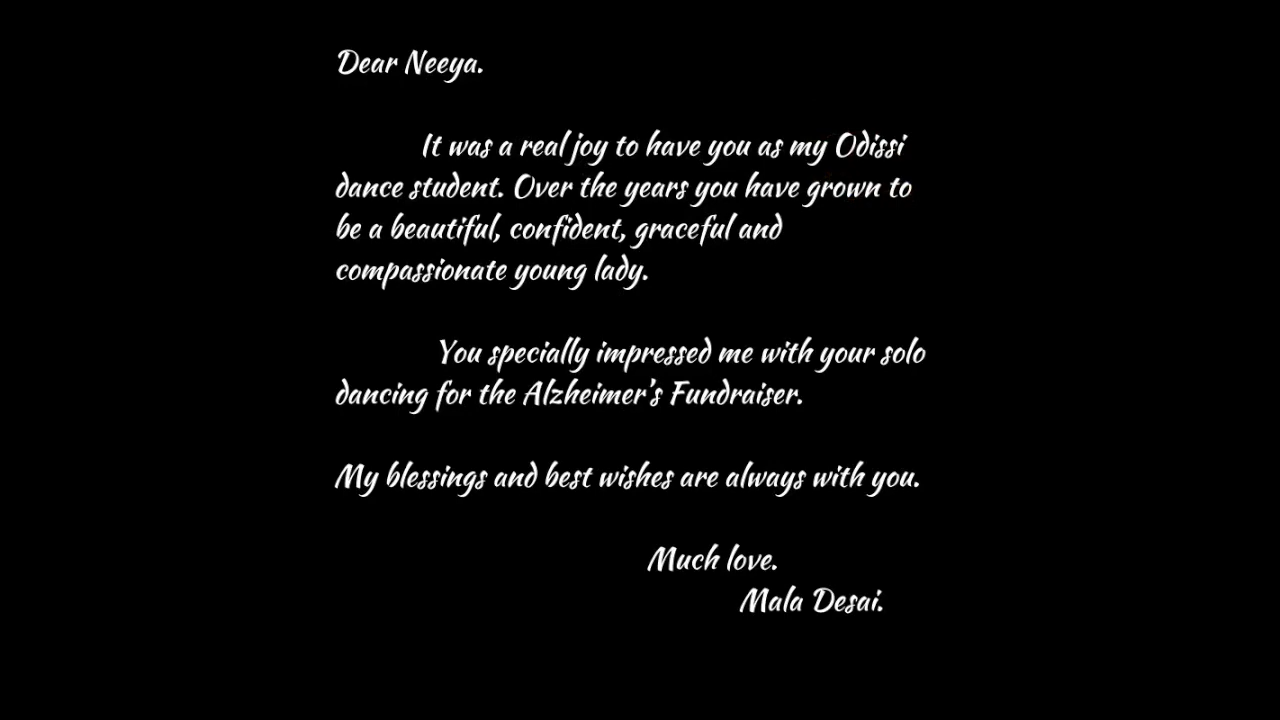 Dear Neeya.
It was a real joy to have you as my Odissi
dance student. Over the years you have grown to
be a beautiful, confident, graceful and
compassionate young lady.
You specially impressed me with your solo
dancing for the Alzheimer's Fundraiser.
My blessings and best wishes are always with you.
Much love.
Mala Desai.